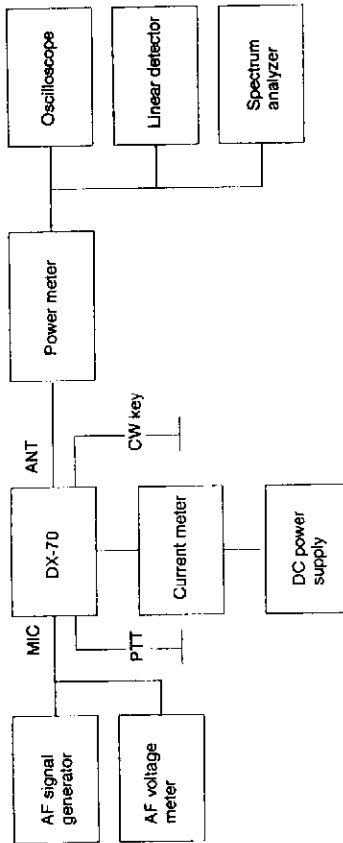 AF signal
generator
AF voltage
meter
MIC
PTT
DX-70
ANT
CW key
Current meter
DC power
supply
Power meter
Oscilloscope
Linear detector
Spectrum
analyzer